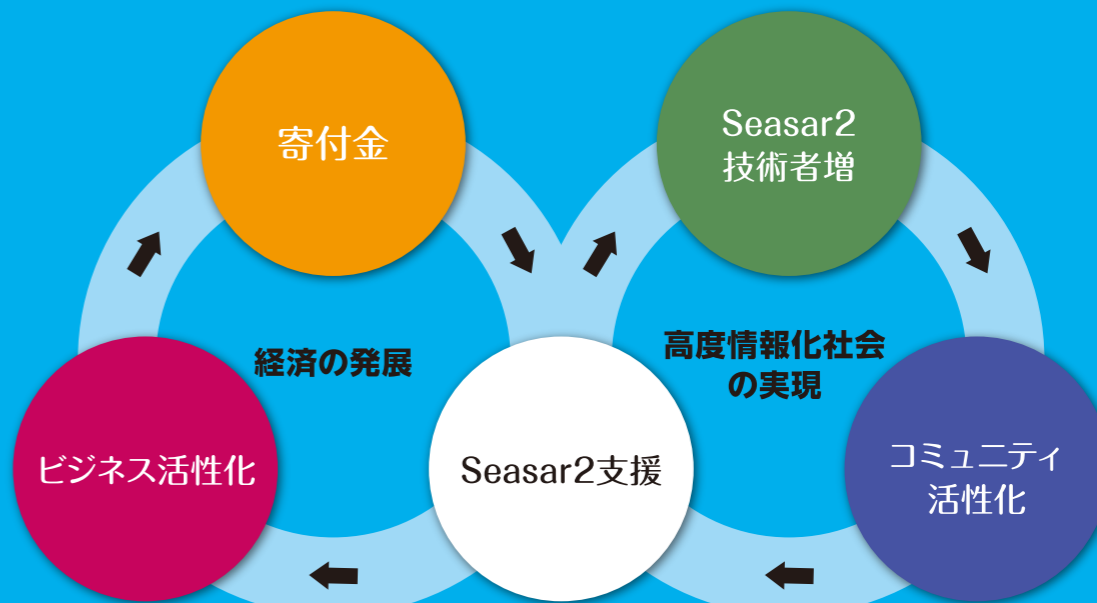 寄付金
Seasar2
技術者増
経済の発展
高度情報化社会
の実現
ビジネス活性化
Seasar2支援
コミュニティ
活性化